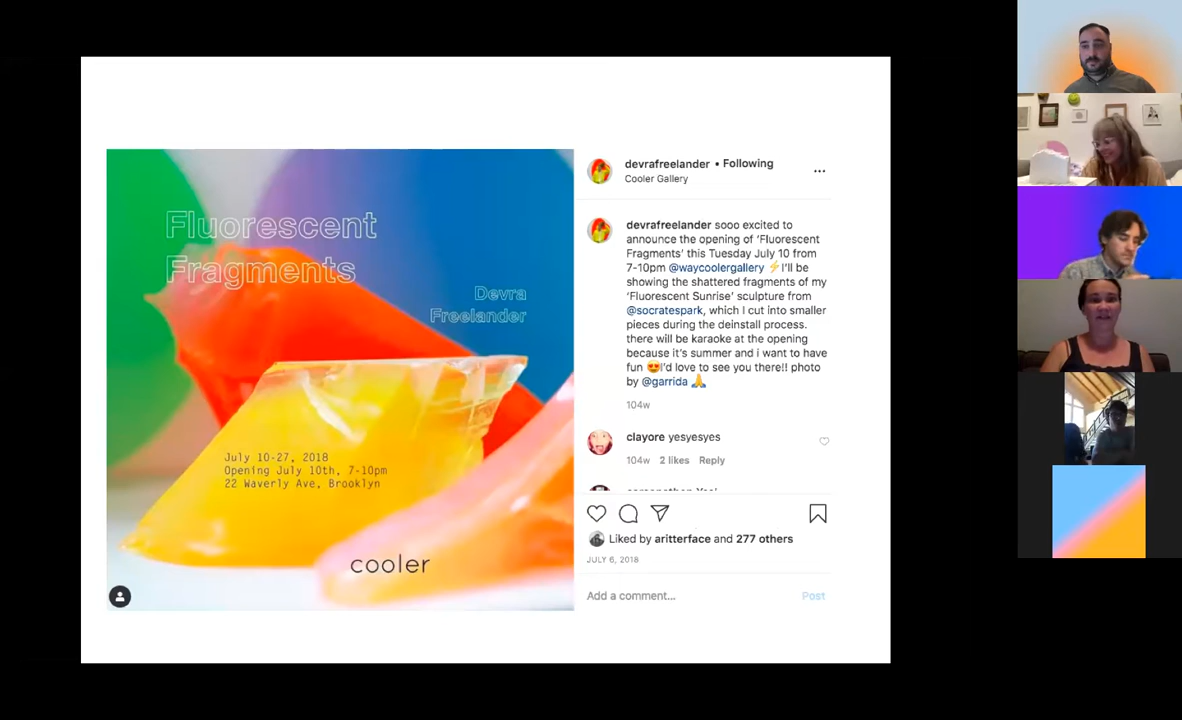 Fluorescent
Fragments
Devra
Freelander
July 10-27, 2018
Opening July 10th, 7-10pm
22 Waverly Ave, Brooklyn
cooler
devrafreelander • Following
Cooler Gallery
devrafreelander sooo excited to
announce the opening of 'Fluorescent
Fragments' this Tuesday July 10 from
7-10pm @waycoolergallery ⚡I'll be
showing the shattered fragments of my
'Fluorescent Sunrise' sculpture from
@socratespark, which I cut into smaller
pieces during the deinstall process.
there will be karaoke at the opening
because it's summer and i want to have
fun 😍I'd love to see you there!! photo
by @garrida 🙏
104w
clayore yesyesyes
104w 2 likes Reply
Liked by aritterface and 277 others
JULY 6, 2018
Add a comment... Post